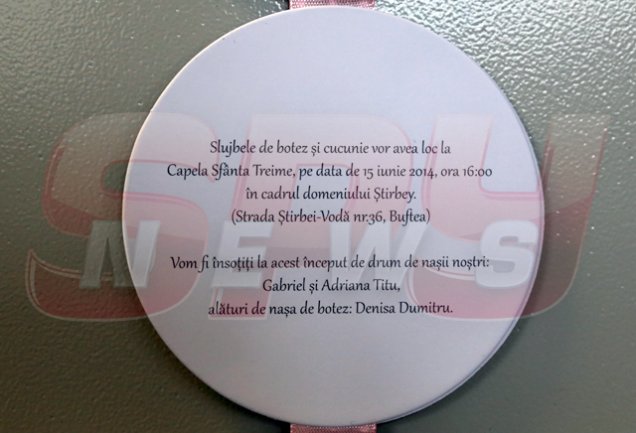 Slujbele de botez și cucunie vor avea loc la
Capela Sfânta Treime, pe data de 15 iunie 2014, ora 16:00
în cadrul domeniului Știrbey.
(Strada Știrbei-Vodă nr.36, Buftea)
Vom fi însoțiți la acest început de drum de nașii noștri:
Gabriel și Adriana Titu,
alături de nașa de botez: Denisa Dumitru.
SPY
NEWS